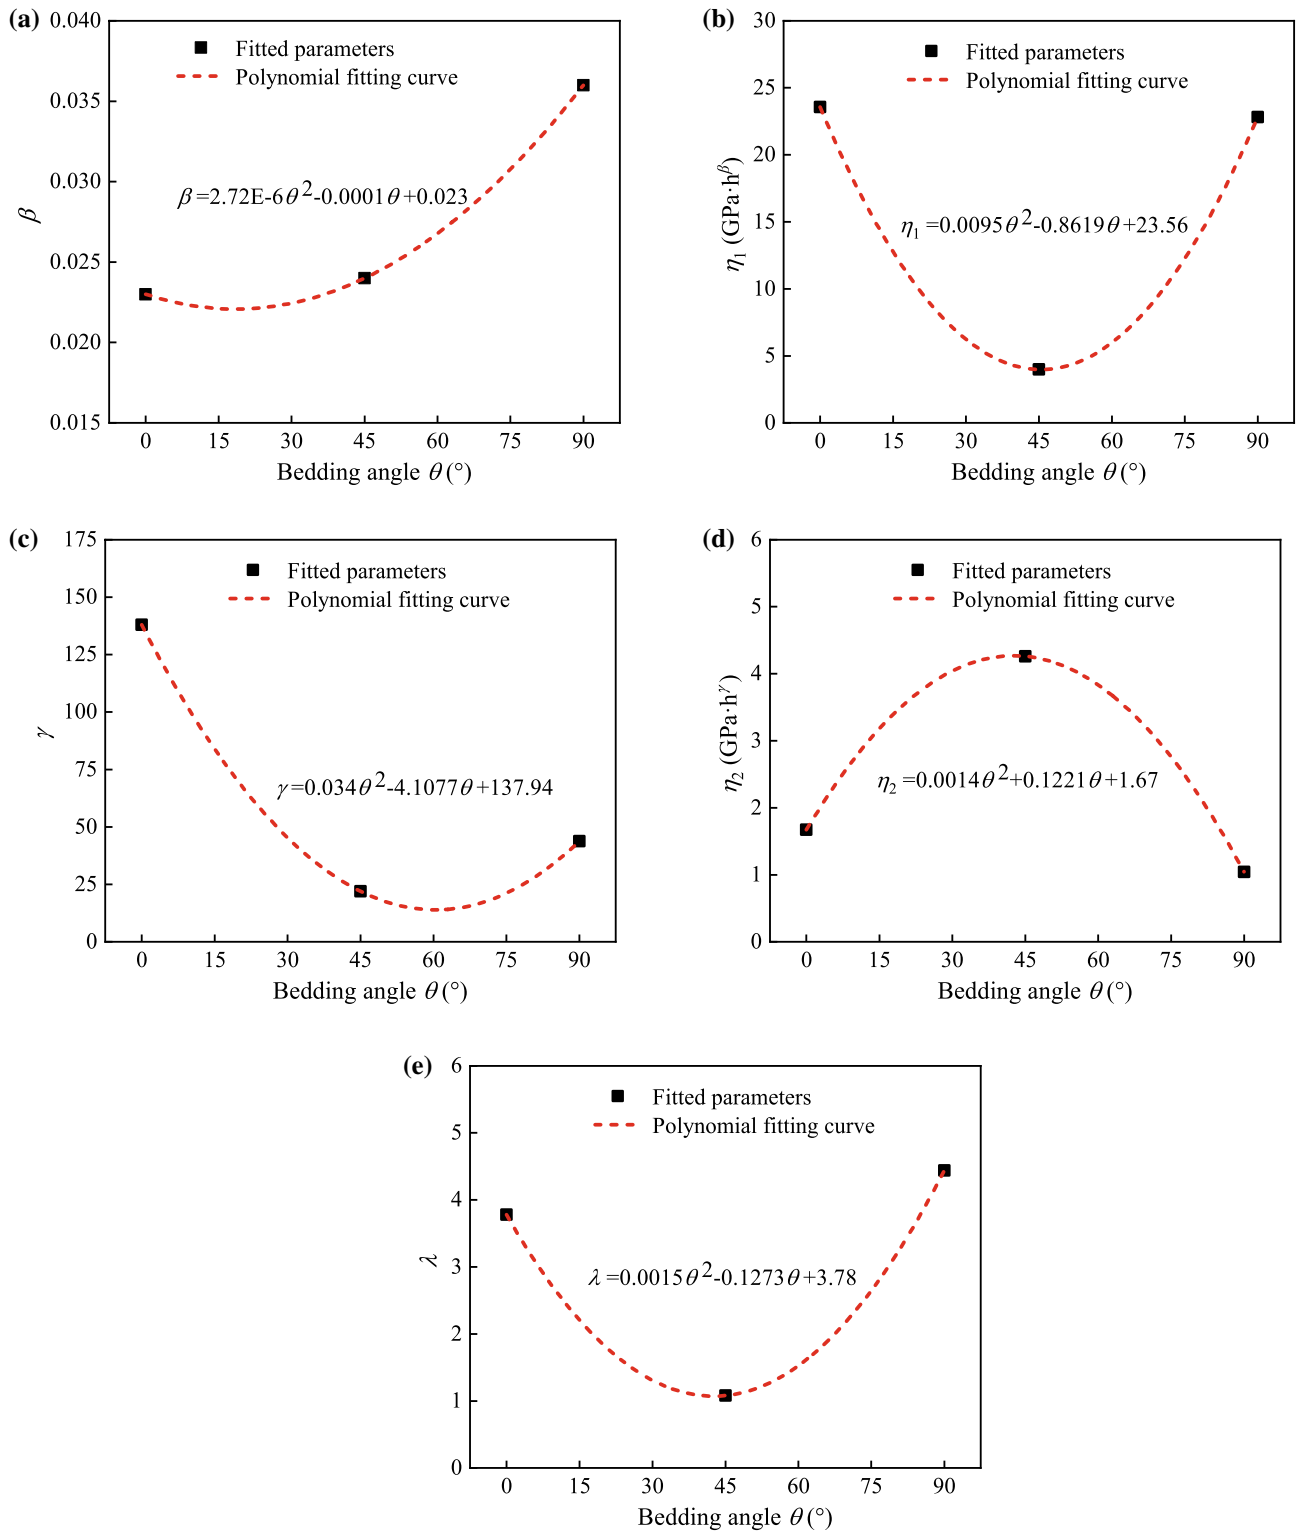 (a)
0.040
0.035
0.030
0.025
0.020
0.015
β
Fitted parameters
Polynomial fitting curve
β =2.72E-6θ²-0.0001θ+0.023
0 15 30 45 60 75 90
Bedding angle θ (°)
(b)
30
25
20
15
10
5
0
η₁ (GPa·h^β)
Fitted parameters
Polynomial fitting curve
η₁ =0.0095θ²-0.8619θ+23.56
0 15 30 45 60 75 90
Bedding angle θ (°)
(c)
175
150
125
100
75
50
25
0
γ
Fitted parameters
Polynomial fitting curve
γ=0.034θ²-4.1077θ+137.94
0 15 30 45 60 75 90
Bedding angle θ (°)
(d)
6
5
4
3
2
1
0
η₂ (GPa·h^γ)
Fitted parameters
Polynomial fitting curve
η₂ =0.0014θ²+0.1221θ+1.67
0 15 30 45 60 75 90
Bedding angle θ (°)
(e)
6
5
4
3
2
1
0
λ
Fitted parameters
Polynomial fitting curve
λ =0.0015θ²-0.1273θ+3.78
0 15 30 45 60 75 90
Bedding angle θ (°)